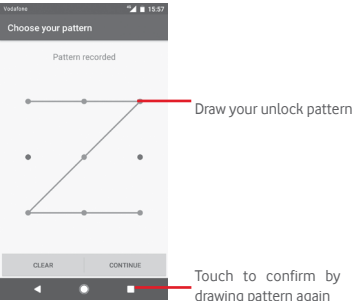 Vodafone 15:57
Choose your pattern
Pattern recorded
Draw your unlock pattern
CLEAR CONTINUE
Touch to confirm by
drawing pattern again